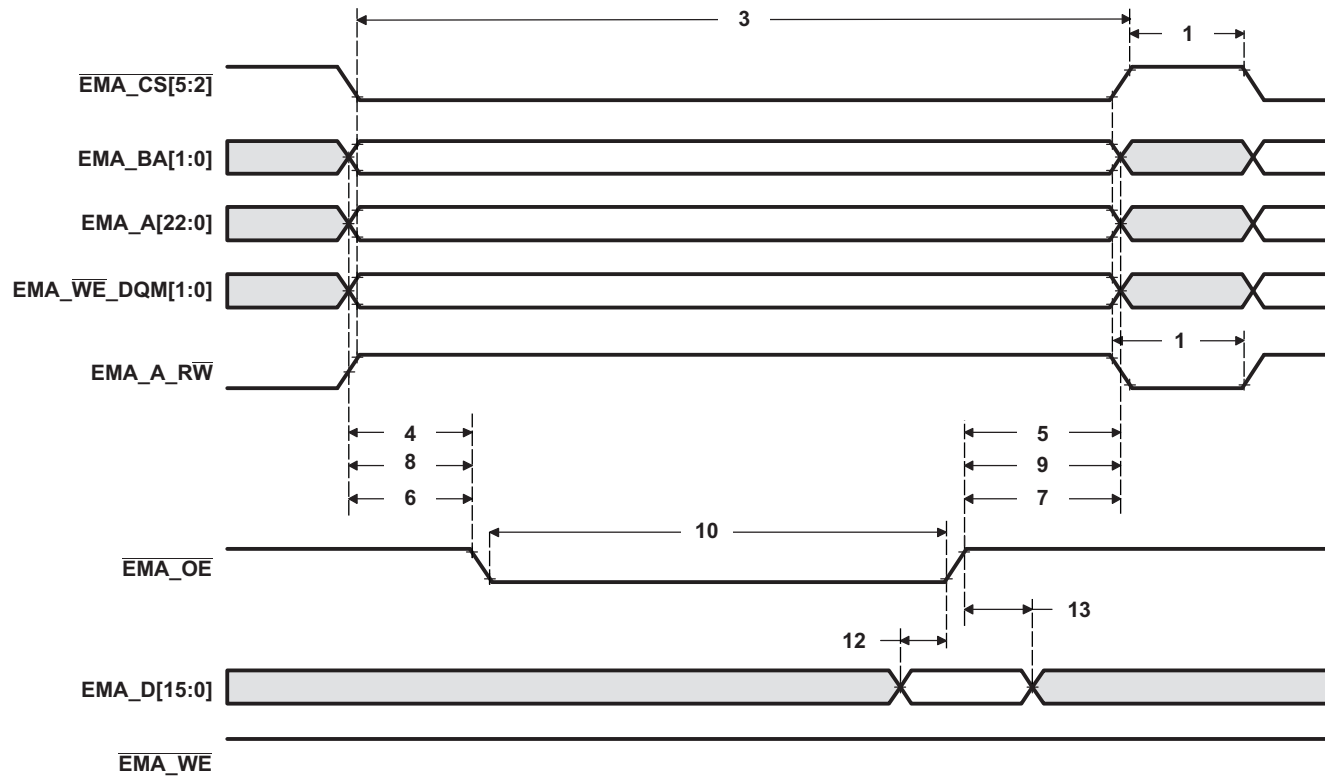 3
1
EMA_CS[5:2]
EMA_BA[1:0]
EMA_A[22:0]
EMA_WE_DQM[1:0]
1
EMA_A_RW
4
5
8
9
6
7
10
EMA_OE
13
12
EMA_D[15:0]
EMA_WE